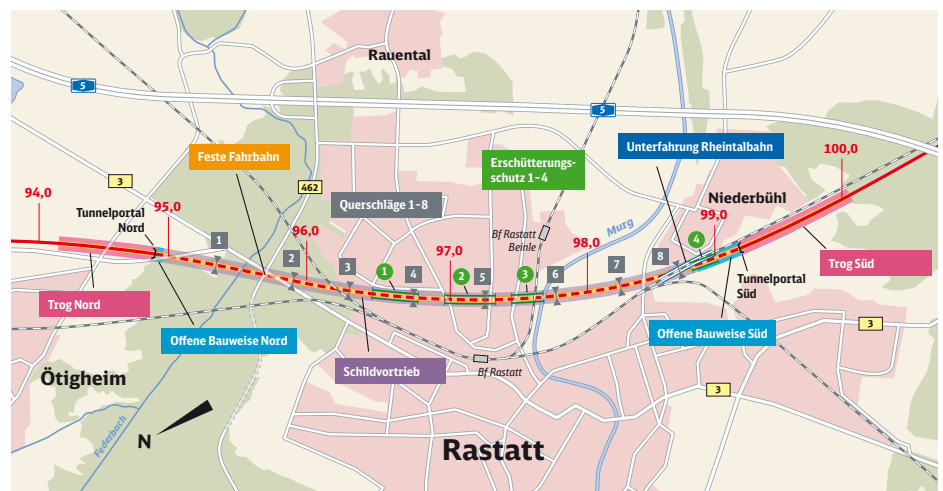 Rauental
5
5
Feste Fahrbahn
Erschütterungs-
schutz 1-4
Unterfahrung Rheintalbahn
100,0
3
462
94,0
95,0
Tunnelportal
Nord
Querschläge 1-8
96,0
Niederbühl
99,0
Murg
Bf Rastatt
Beinle
97,0
98,0
1
2
3
1
4
2
5
3
6
7
8
4
Trog Nord
Tunnelportal
Süd
Trog Süd
Offene Bauweise Nord
Offene Bauweise Süd
3
Schildvortrieb
Bf Rastatt
Ötigheim
3
Federbach
N
Rastatt